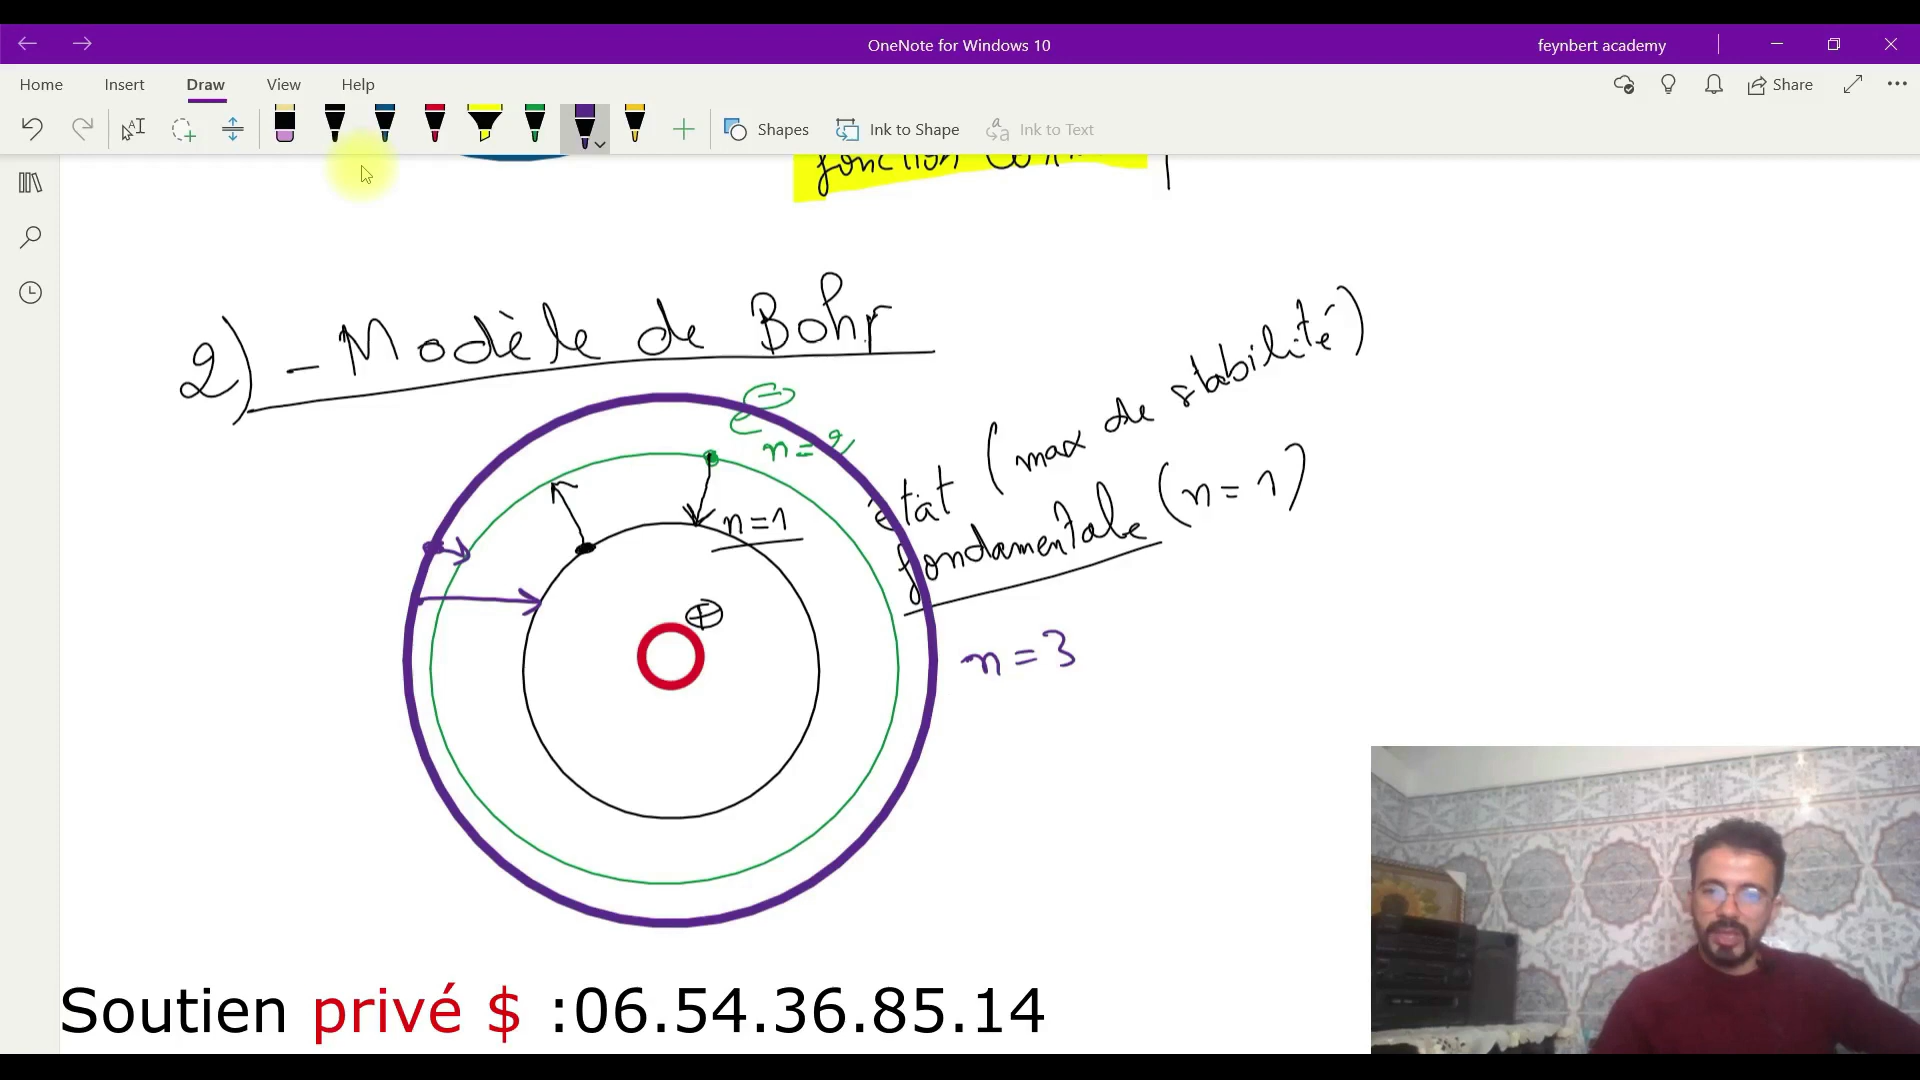 OneNote for Windows 10
feynbert academy
Home Insert Draw View Help
Share
Shapes Ink to Shape Ink to Text
fonction
2) - Modèle de Bohr
e⊖
n = 2
n = 1
état (max de stabilité)
fondamentale (n = 1)
⊕
n = 3
Soutien privé $ :06.54.36.85.14